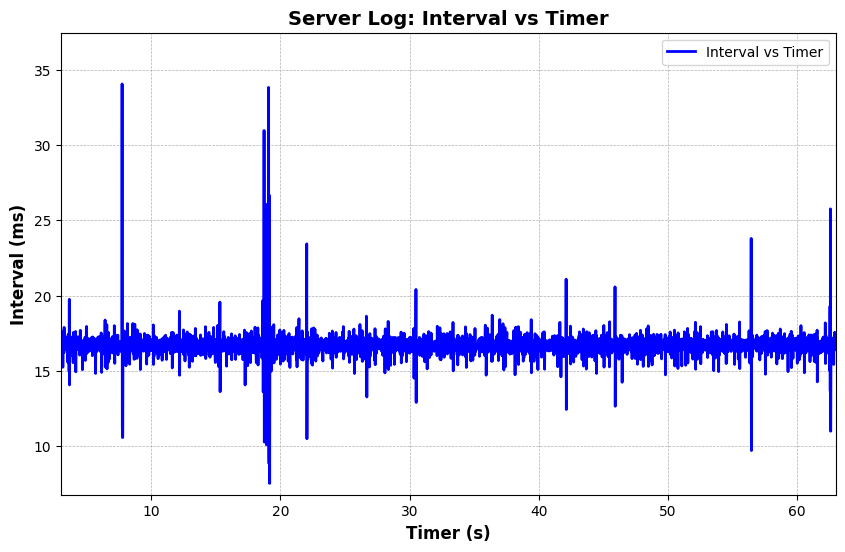 Server Log: Interval vs Timer
Interval vs Timer
35
30
25
20
15
10
Interval (ms)
10 20 30 40 50 60
Timer (s)